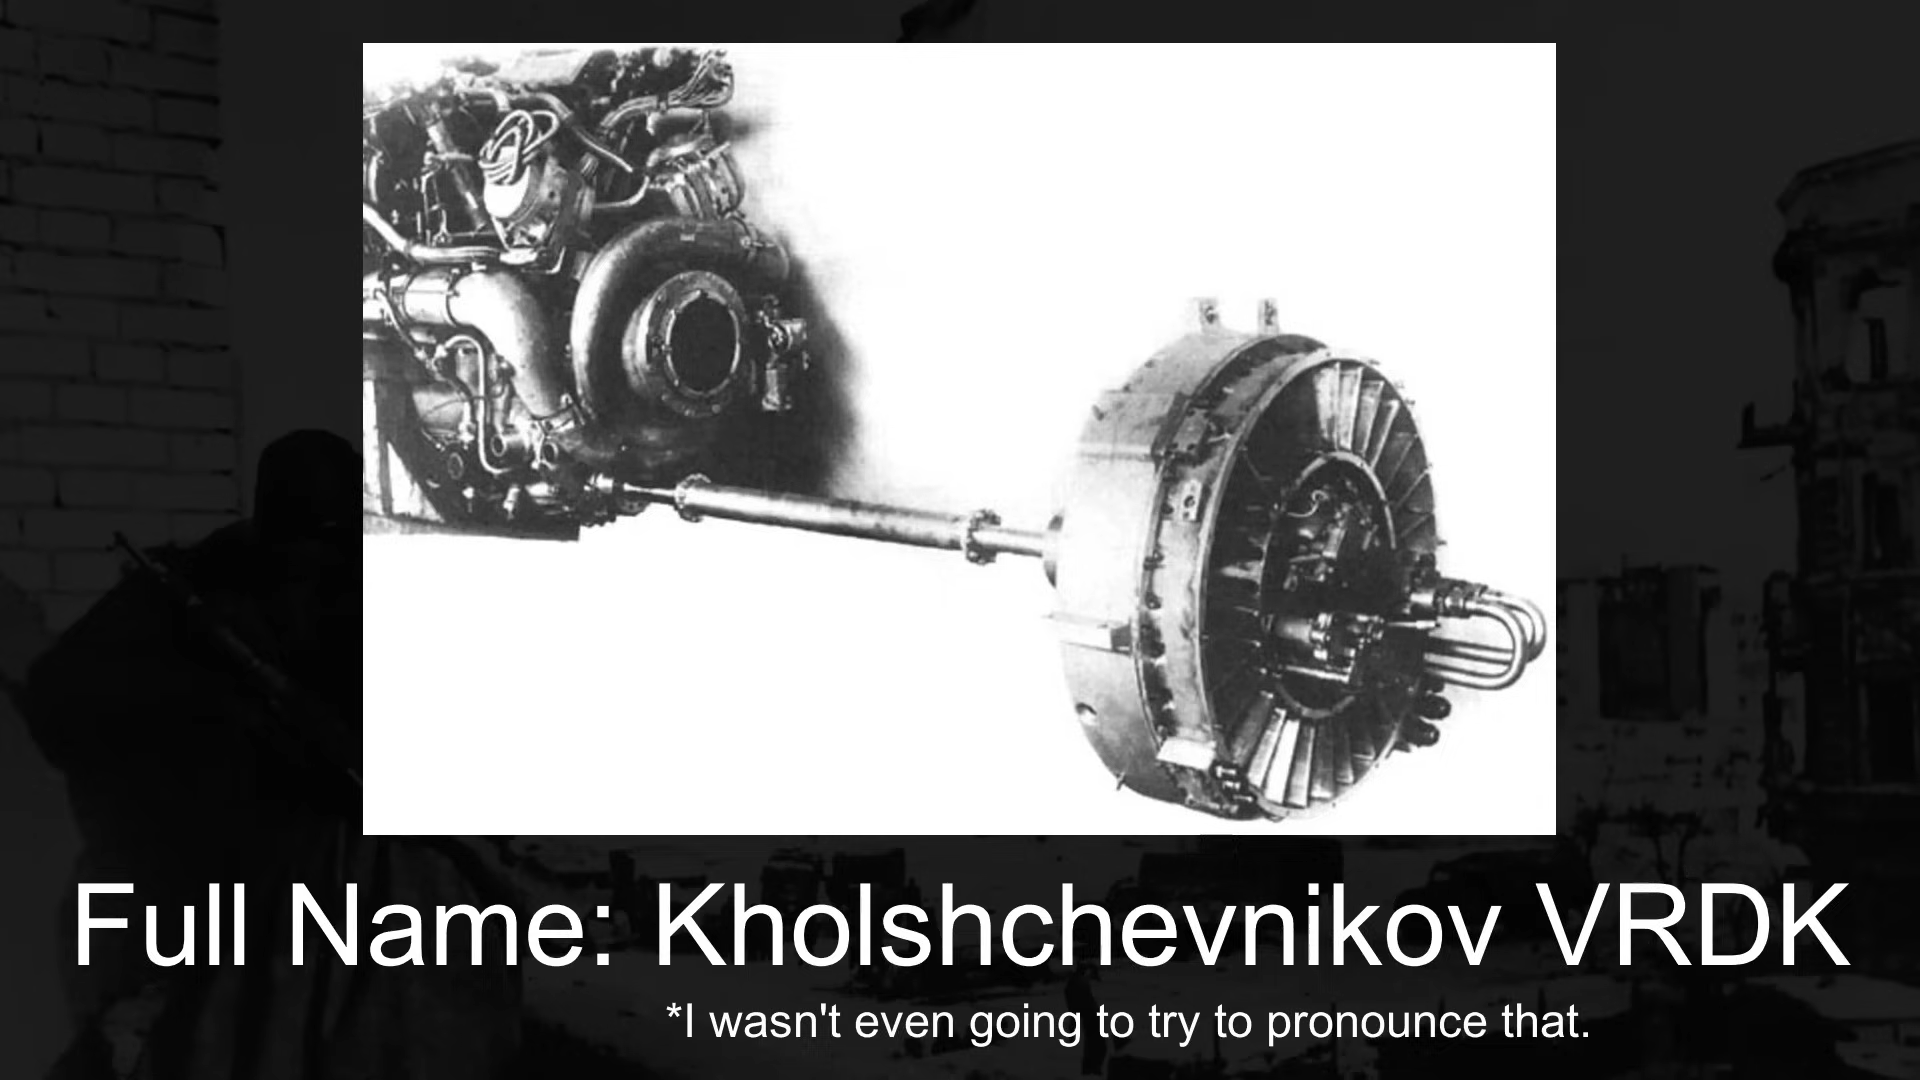 Full Name: Kholshchevnikov VRDK
*I wasn't even going to try to pronounce that.